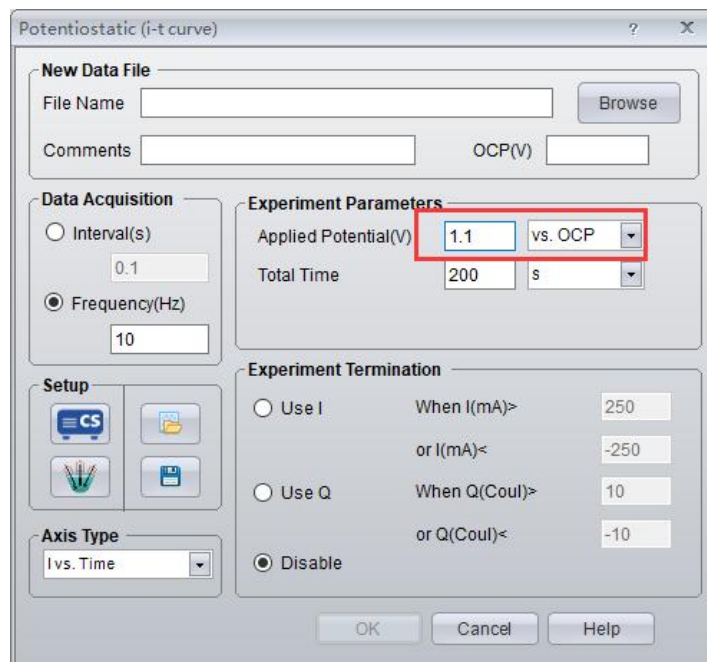 Potentiostatic (i-t curve) ? X
New Data File
File Name Browse
Comments OCP(V)
Data Acquisition
Interval(s)
0.1
Frequency(Hz)
10
Experiment Parameters
Applied Potential(V) 1.1 vs. OCP
Total Time 200 s
Setup
CS
Experiment Termination
Use I When I(mA)> 250
or I(mA)< -250
Use Q When Q(Coul)> 10
or Q(Coul)< -10
Disable
Axis Type
I vs. Time
OK Cancel Help